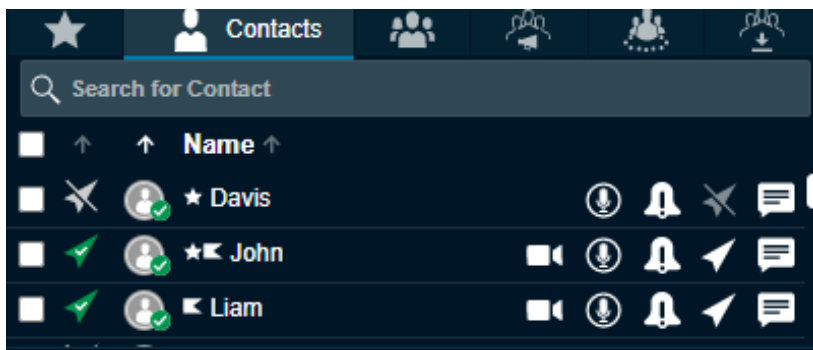 Contacts
Search for Contact
Name
Davis
John
Liam